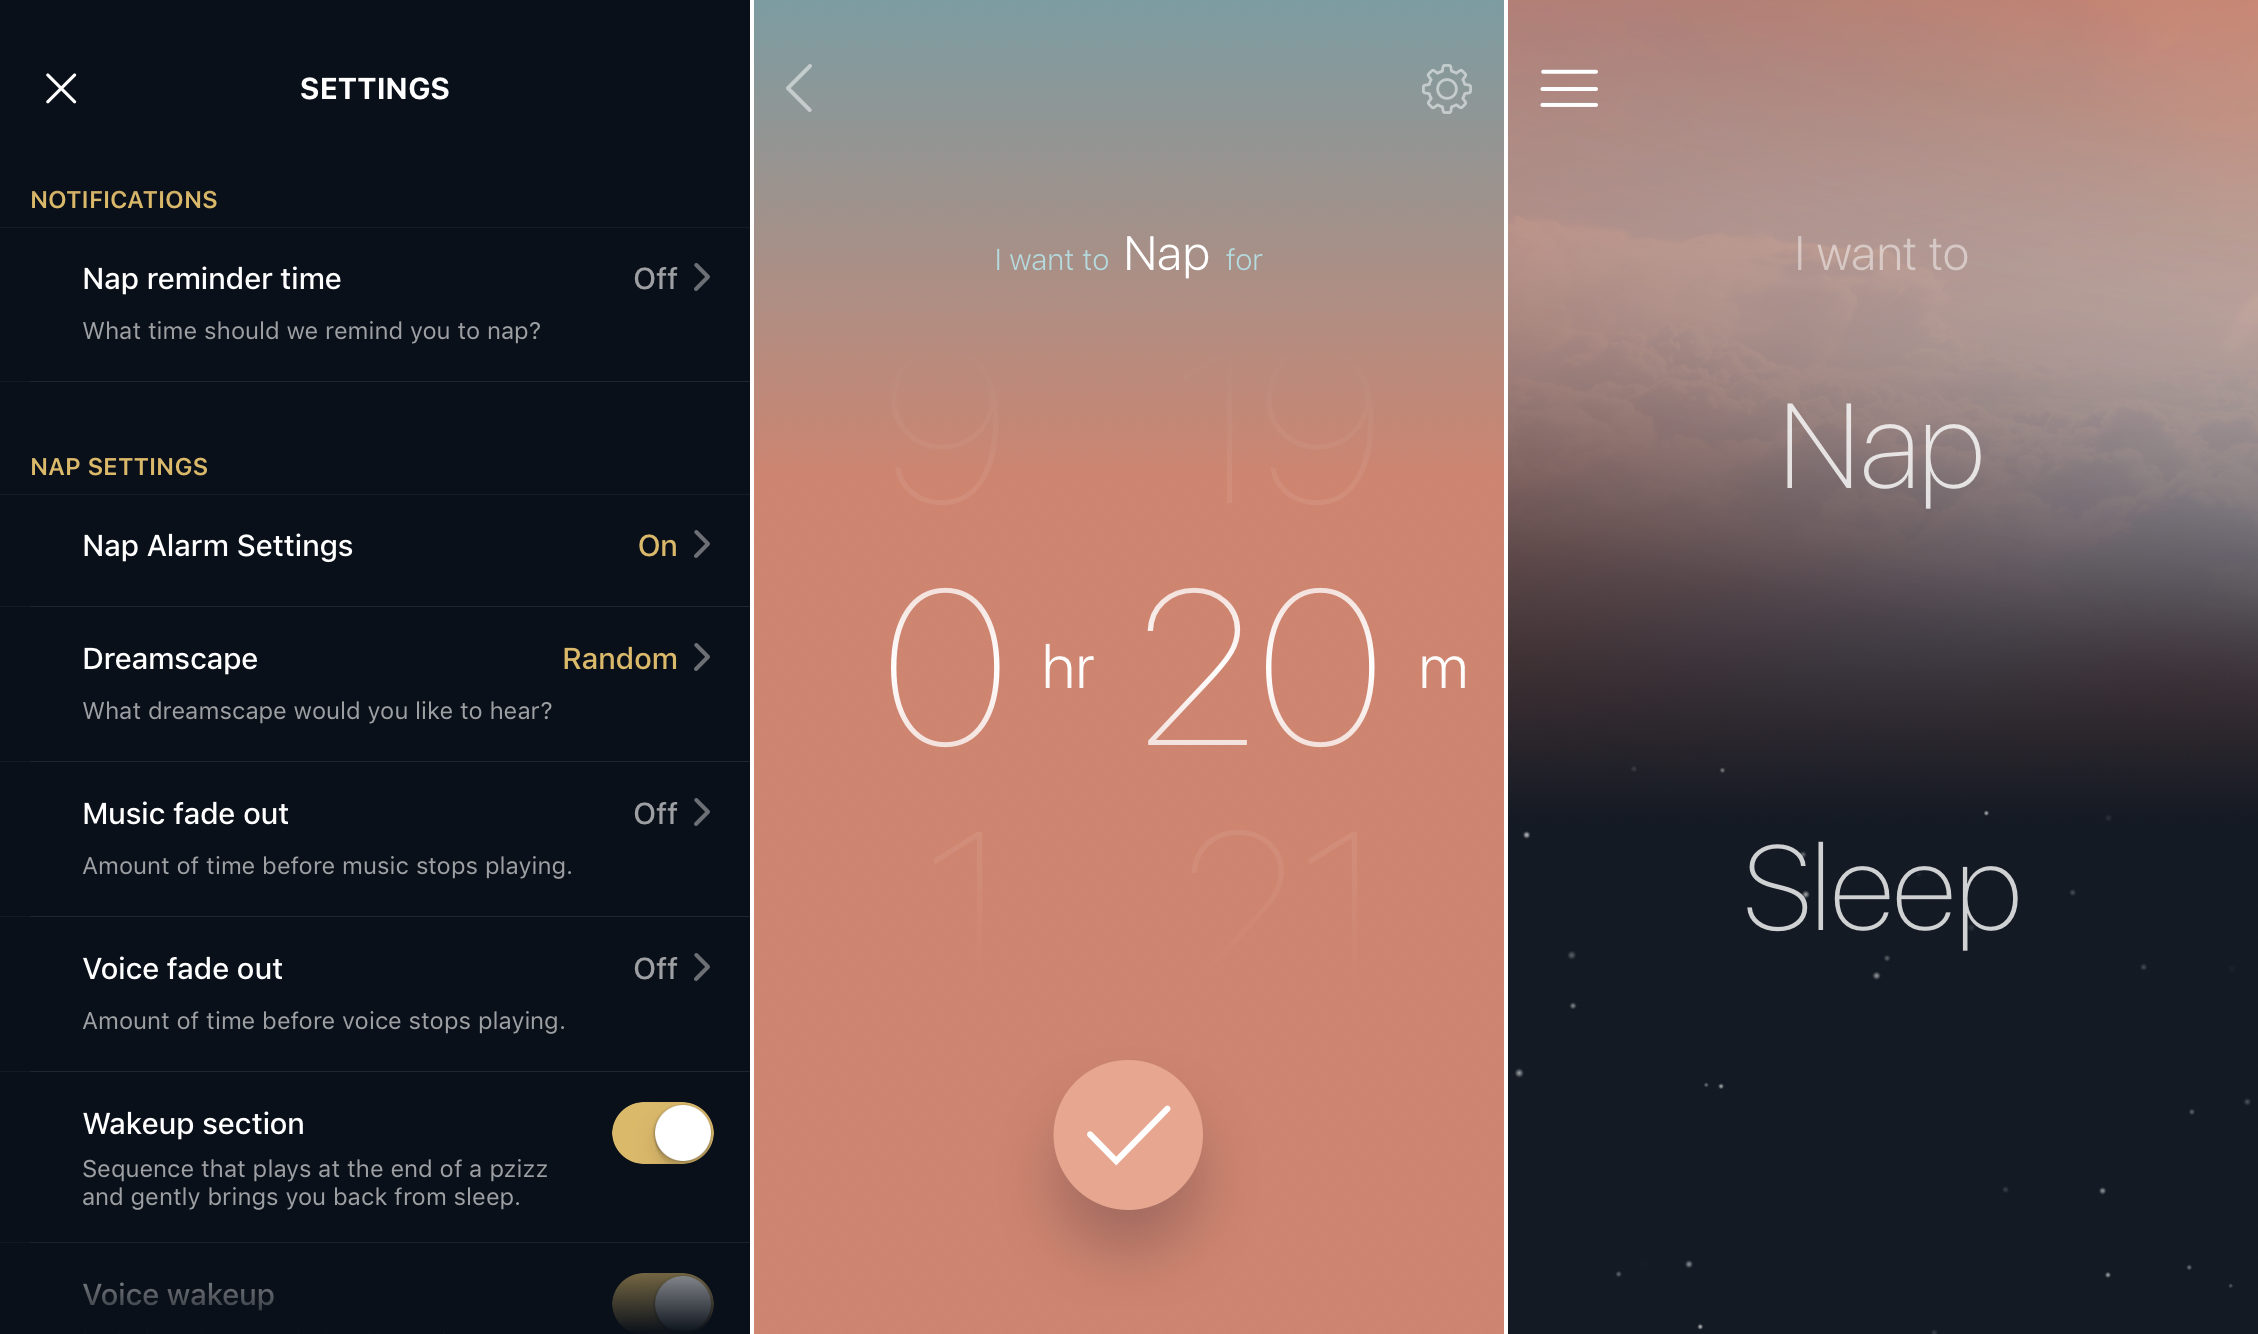 SETTINGS
NOTIFICATIONS
Nap reminder time Off
What time should we remind you to nap?
NAP SETTINGS
Nap Alarm Settings On
Dreamscape Random
What dreamscape would you like to hear?
Music fade out Off
Amount of time before music stops playing.
Voice fade out Off
Amount of time before voice stops playing.
Wakeup section
Sequence that plays at the end of a pzizz
and gently brings you back from sleep.
Voice wakeup
I want to Nap for
9 19
0 hr 20 m
1 21
I want to
Nap
Sleep